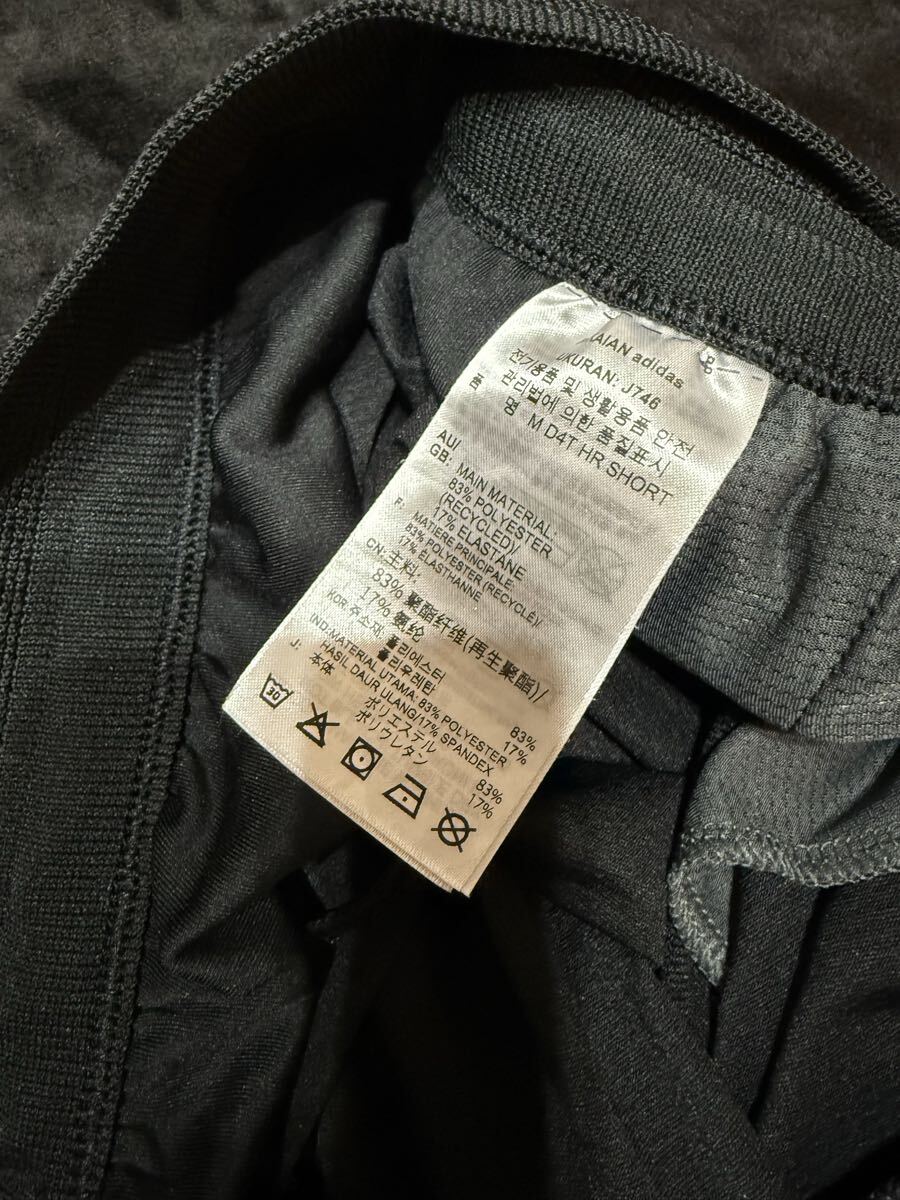 AIAN adidas
UKURAN: J746
전기용품 및 생활용품 안전
관리법에 의한 품질표시
품
명 M D4T HR SHORT
AU/
GB: MAIN MATERIAL:
83% POLYESTER
(RECYCLED)/
17% ELASTANE
F: MATIERE PRINCIPALE:
83% POLYESTER (RECYCLÉ)/
17% ÉLASTHANNE
CN: 主料:
83% 聚酯纤维(再生聚酯)/
17% 氨纶
KOR 주소재
폴리에스터 83%
폴리우레탄 17%
IND: MATERIAL UTAMA: 83% POLYESTER
HASIL DAUR ULANG/17% SPANDEX
J: 本体
ポリエステル 83%
ポリウレタン 17%
30